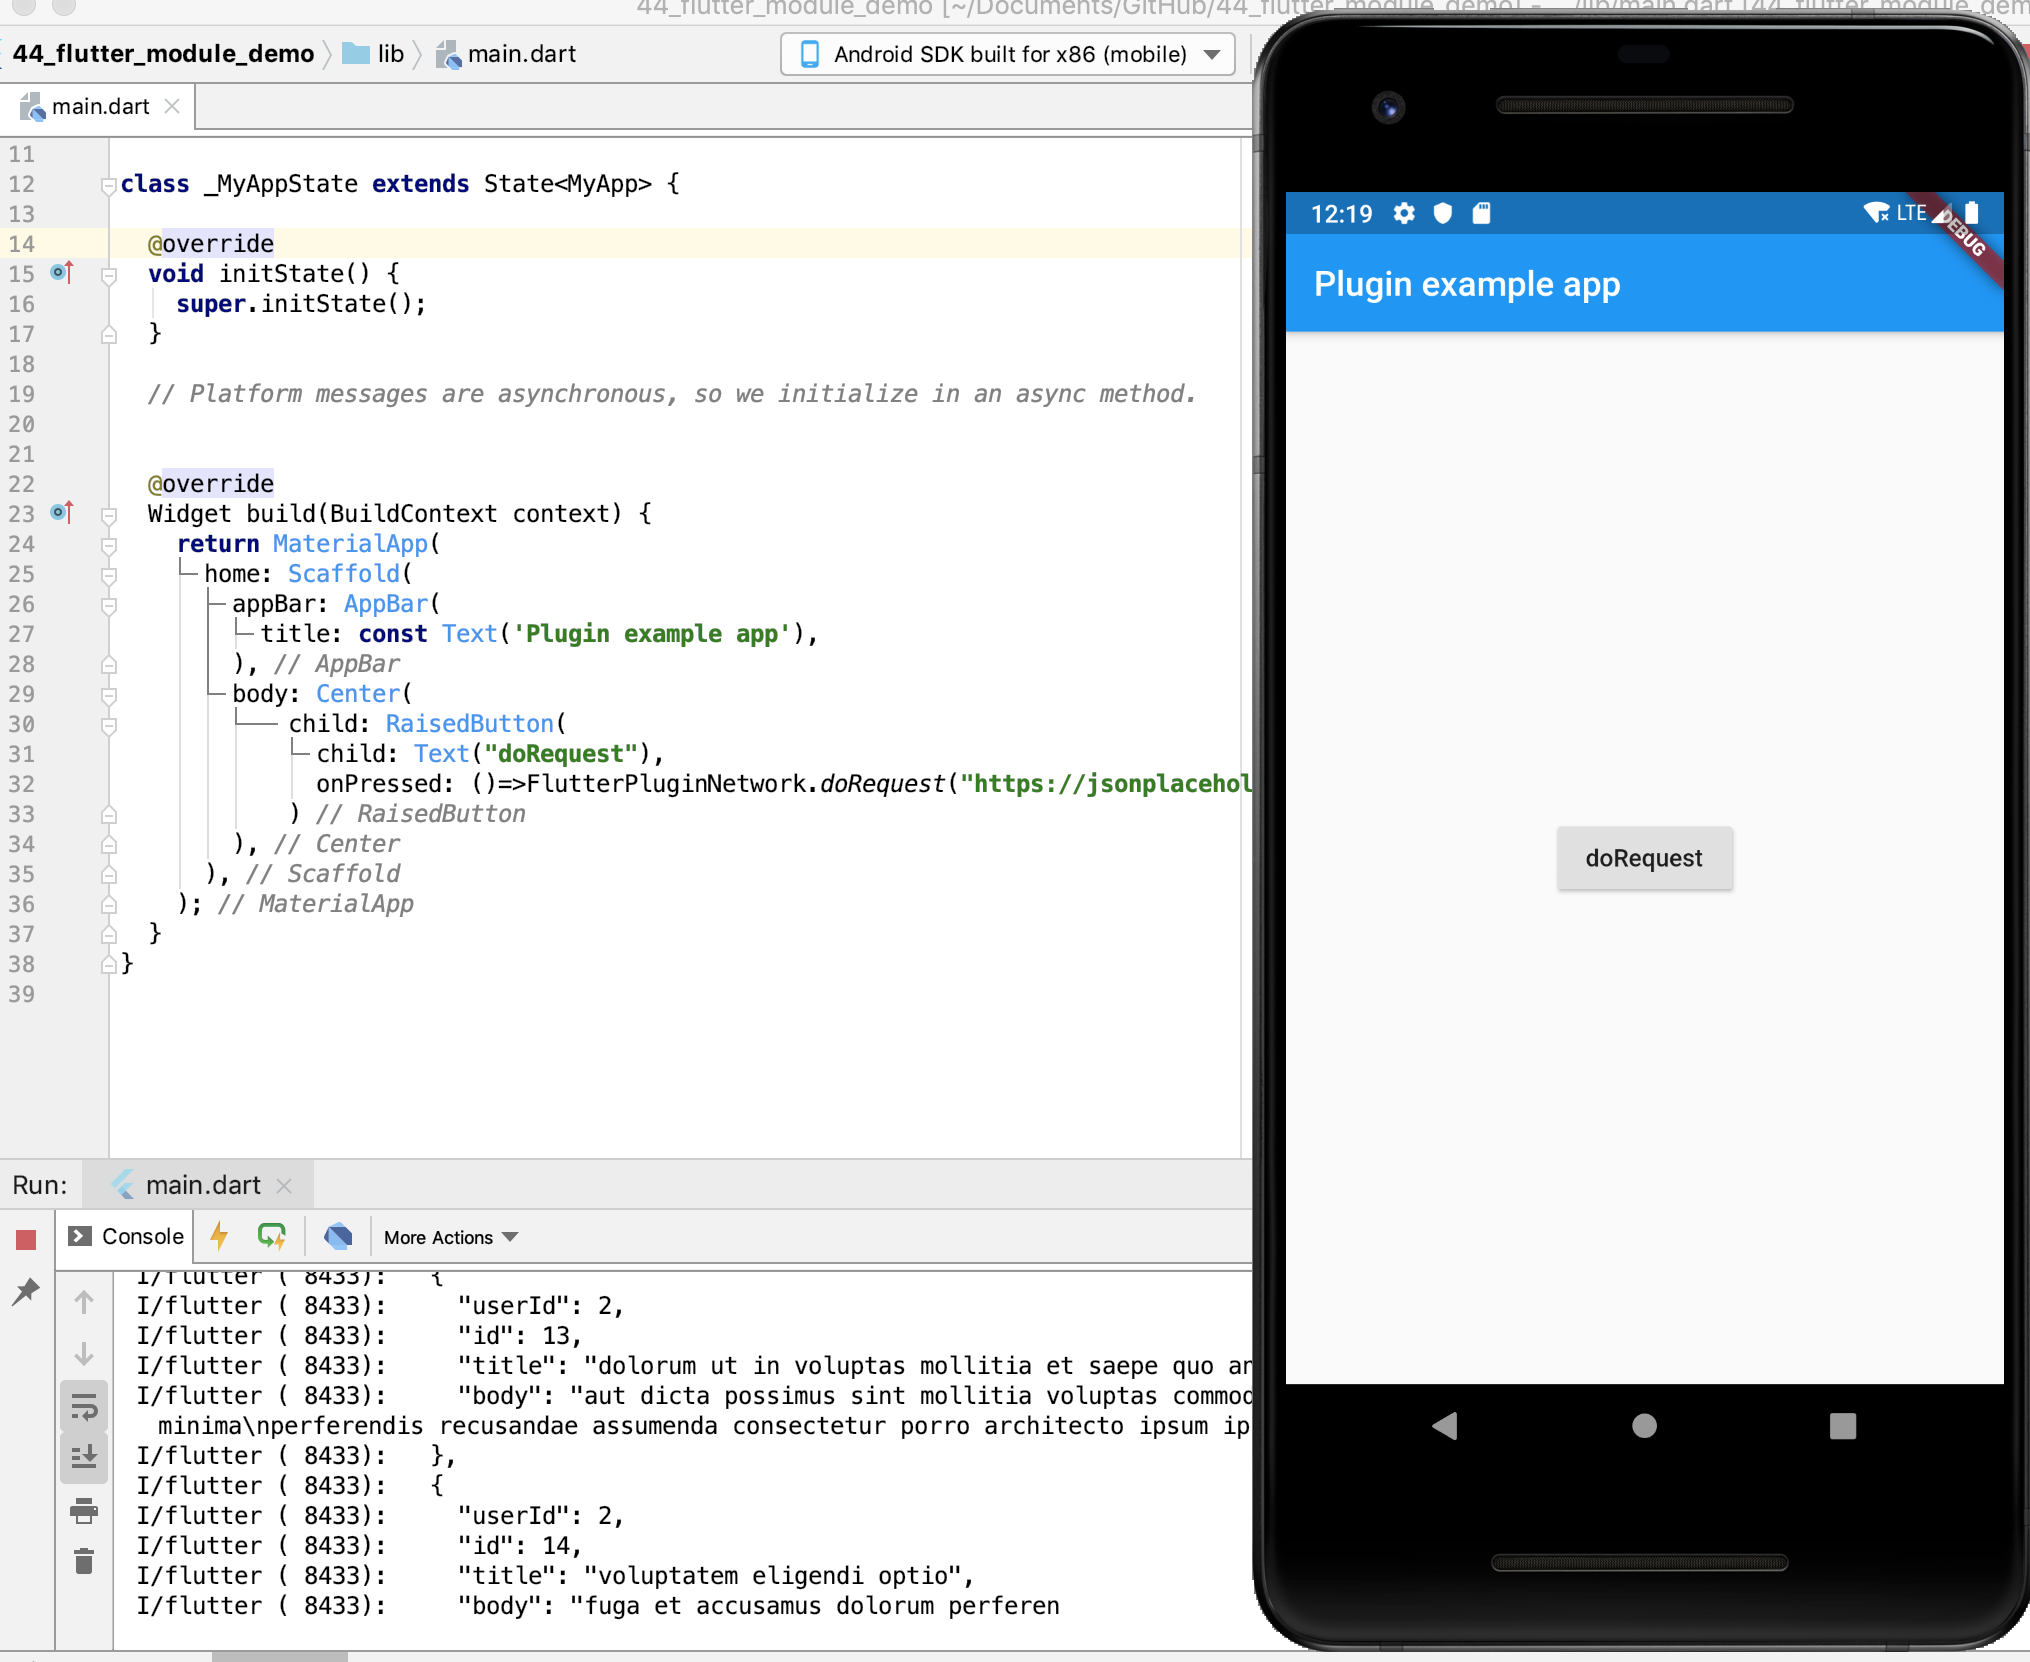 44_flutter_module_demo [~/Documents/GitHub/44_flutter_module_demo] - .../lib/main.dart [44_flutter_module_dem
44_flutter_module_demo lib main.dart Android SDK built for x86 (mobile)
main.dart
11
12 class _MyAppState extends State<MyApp> {
13
14 @override
15 void initState() {
16 super.initState();
17 }
18
19 // Platform messages are asynchronous, so we initialize in an async method.
20
21
22 @override
23 Widget build(BuildContext context) {
24 return MaterialApp(
25 home: Scaffold(
26 appBar: AppBar(
27 title: const Text('Plugin example app'),
28 ), // AppBar
29 body: Center(
30 child: RaisedButton(
31 child: Text("doRequest"),
32 onPressed: ()=>FlutterPluginNetwork.doRequest("https://jsonplacehol
33 ) // RaisedButton
34 ), // Center
35 ), // Scaffold
36 ); // MaterialApp
37 }
38 }
39
Run: main.dart
Console More Actions
I/flutter ( 8433): {
I/flutter ( 8433): "userId": 2,
I/flutter ( 8433): "id": 13,
I/flutter ( 8433): "title": "dolorum ut in voluptas mollitia et saepe quo an
I/flutter ( 8433): "body": "aut dicta possimus sint mollitia voluptas commod
minima\nperferendis recusandae assumenda consectetur porro architecto ipsum ip
I/flutter ( 8433): },
I/flutter ( 8433): {
I/flutter ( 8433): "userId": 2,
I/flutter ( 8433): "id": 14,
I/flutter ( 8433): "title": "voluptatem eligendi optio",
I/flutter ( 8433): "body": "fuga et accusamus dolorum perferen
12:19 LTE
DEBUG
Plugin example app
doRequest